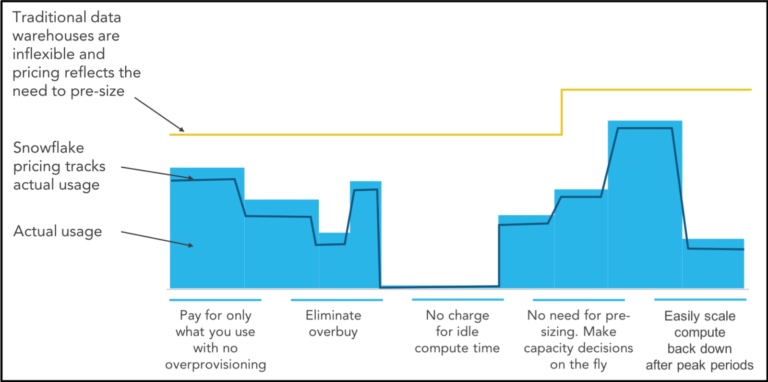 Traditional data
warehouses are
inflexible and
pricing reflects the
need to pre-size
Snowflake
pricing tracks
actual usage
Actual usage
Pay for only
what you use
with no
overprovisioning
Eliminate
overbuy
No charge
for idle
compute time
No need for pre-
sizing. Make
capacity decisions
on the fly
Easily scale
compute
back down
after peak periods